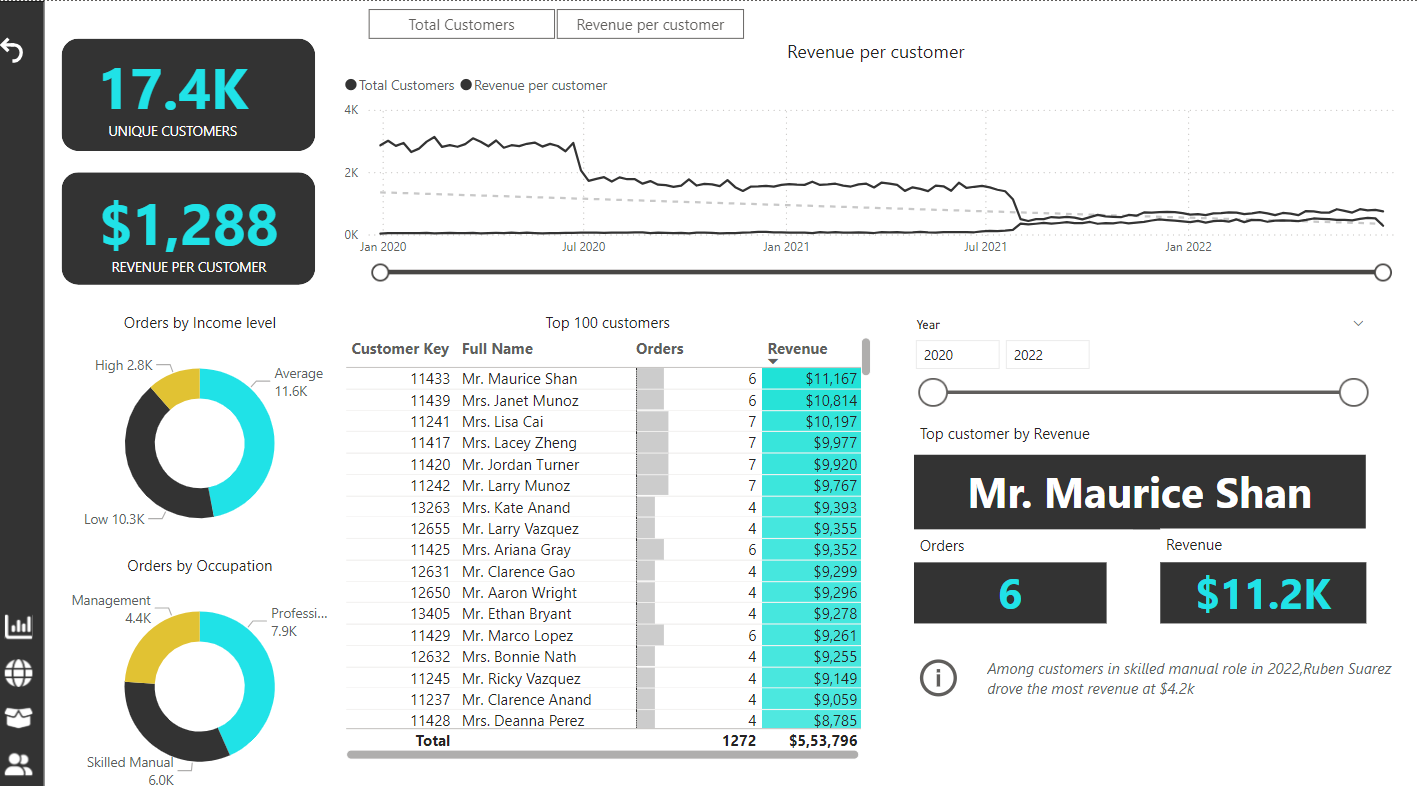 Total Customers
Revenue per customer
17.4K
UNIQUE CUSTOMERS
$1,288
REVENUE PER CUSTOMER
Revenue per customer
Total Customers Revenue per customer
4K
2K
0K
Jan 2020 Jul 2020 Jan 2021 Jul 2021 Jan 2022
Orders by Income level
High 2.8K
Average
11.6K
Low 10.3K
Orders by Occupation
Management
4.4K
Professi...
7.9K
Skilled Manual
6.0K
Top 100 customers
Customer Key Full Name Orders Revenue
11433 Mr. Maurice Shan 6 $11,167
11439 Mrs. Janet Munoz 6 $10,814
11241 Mrs. Lisa Cai 7 $10,197
11417 Mrs. Lacey Zheng 7 $9,977
11420 Mr. Jordan Turner 7 $9,920
11242 Mr. Larry Munoz 7 $9,767
13263 Mrs. Kate Anand 4 $9,393
12655 Mr. Larry Vazquez 4 $9,355
11425 Mrs. Ariana Gray 6 $9,352
12631 Mr. Clarence Gao 4 $9,299
12650 Mr. Aaron Wright 4 $9,296
13405 Mr. Ethan Bryant 4 $9,278
11429 Mr. Marco Lopez 6 $9,261
12632 Mrs. Bonnie Nath 4 $9,255
11245 Mr. Ricky Vazquez 4 $9,149
11237 Mr. Clarence Anand 4 $9,059
11428 Mrs. Deanna Perez 4 $8,785
Total 1272 $5,53,796
Year
2020 2022
Top customer by Revenue
Mr. Maurice Shan
Orders Revenue
6 $11.2K
Among customers in skilled manual role in 2022,Ruben Suarez
drove the most revenue at $4.2k